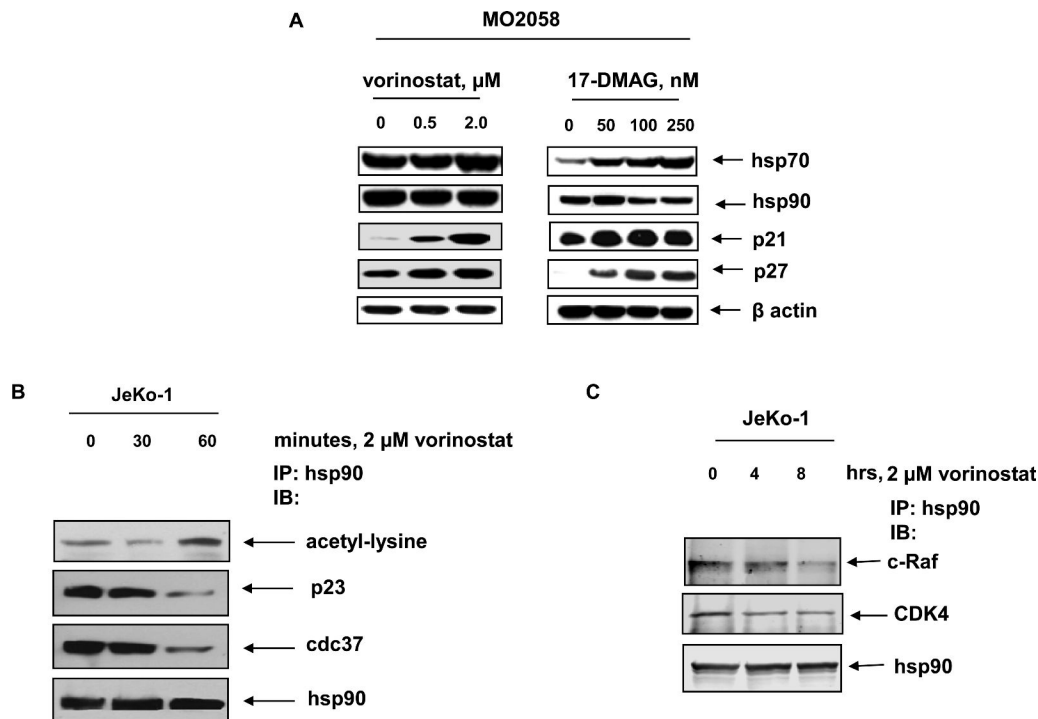 A
MO2058
vorinostat, µM
17-DMAG, nM
0 0.5 2.0
0 50 100 250
hsp70
hsp90
p21
p27
β actin
B
JeKo-1
0 30 60 minutes, 2 µM vorinostat
IP: hsp90
IB:
acetyl-lysine
p23
cdc37
hsp90
C
JeKo-1
0 4 8 hrs, 2 µM vorinostat
IP: hsp90
IB:
c-Raf
CDK4
hsp90